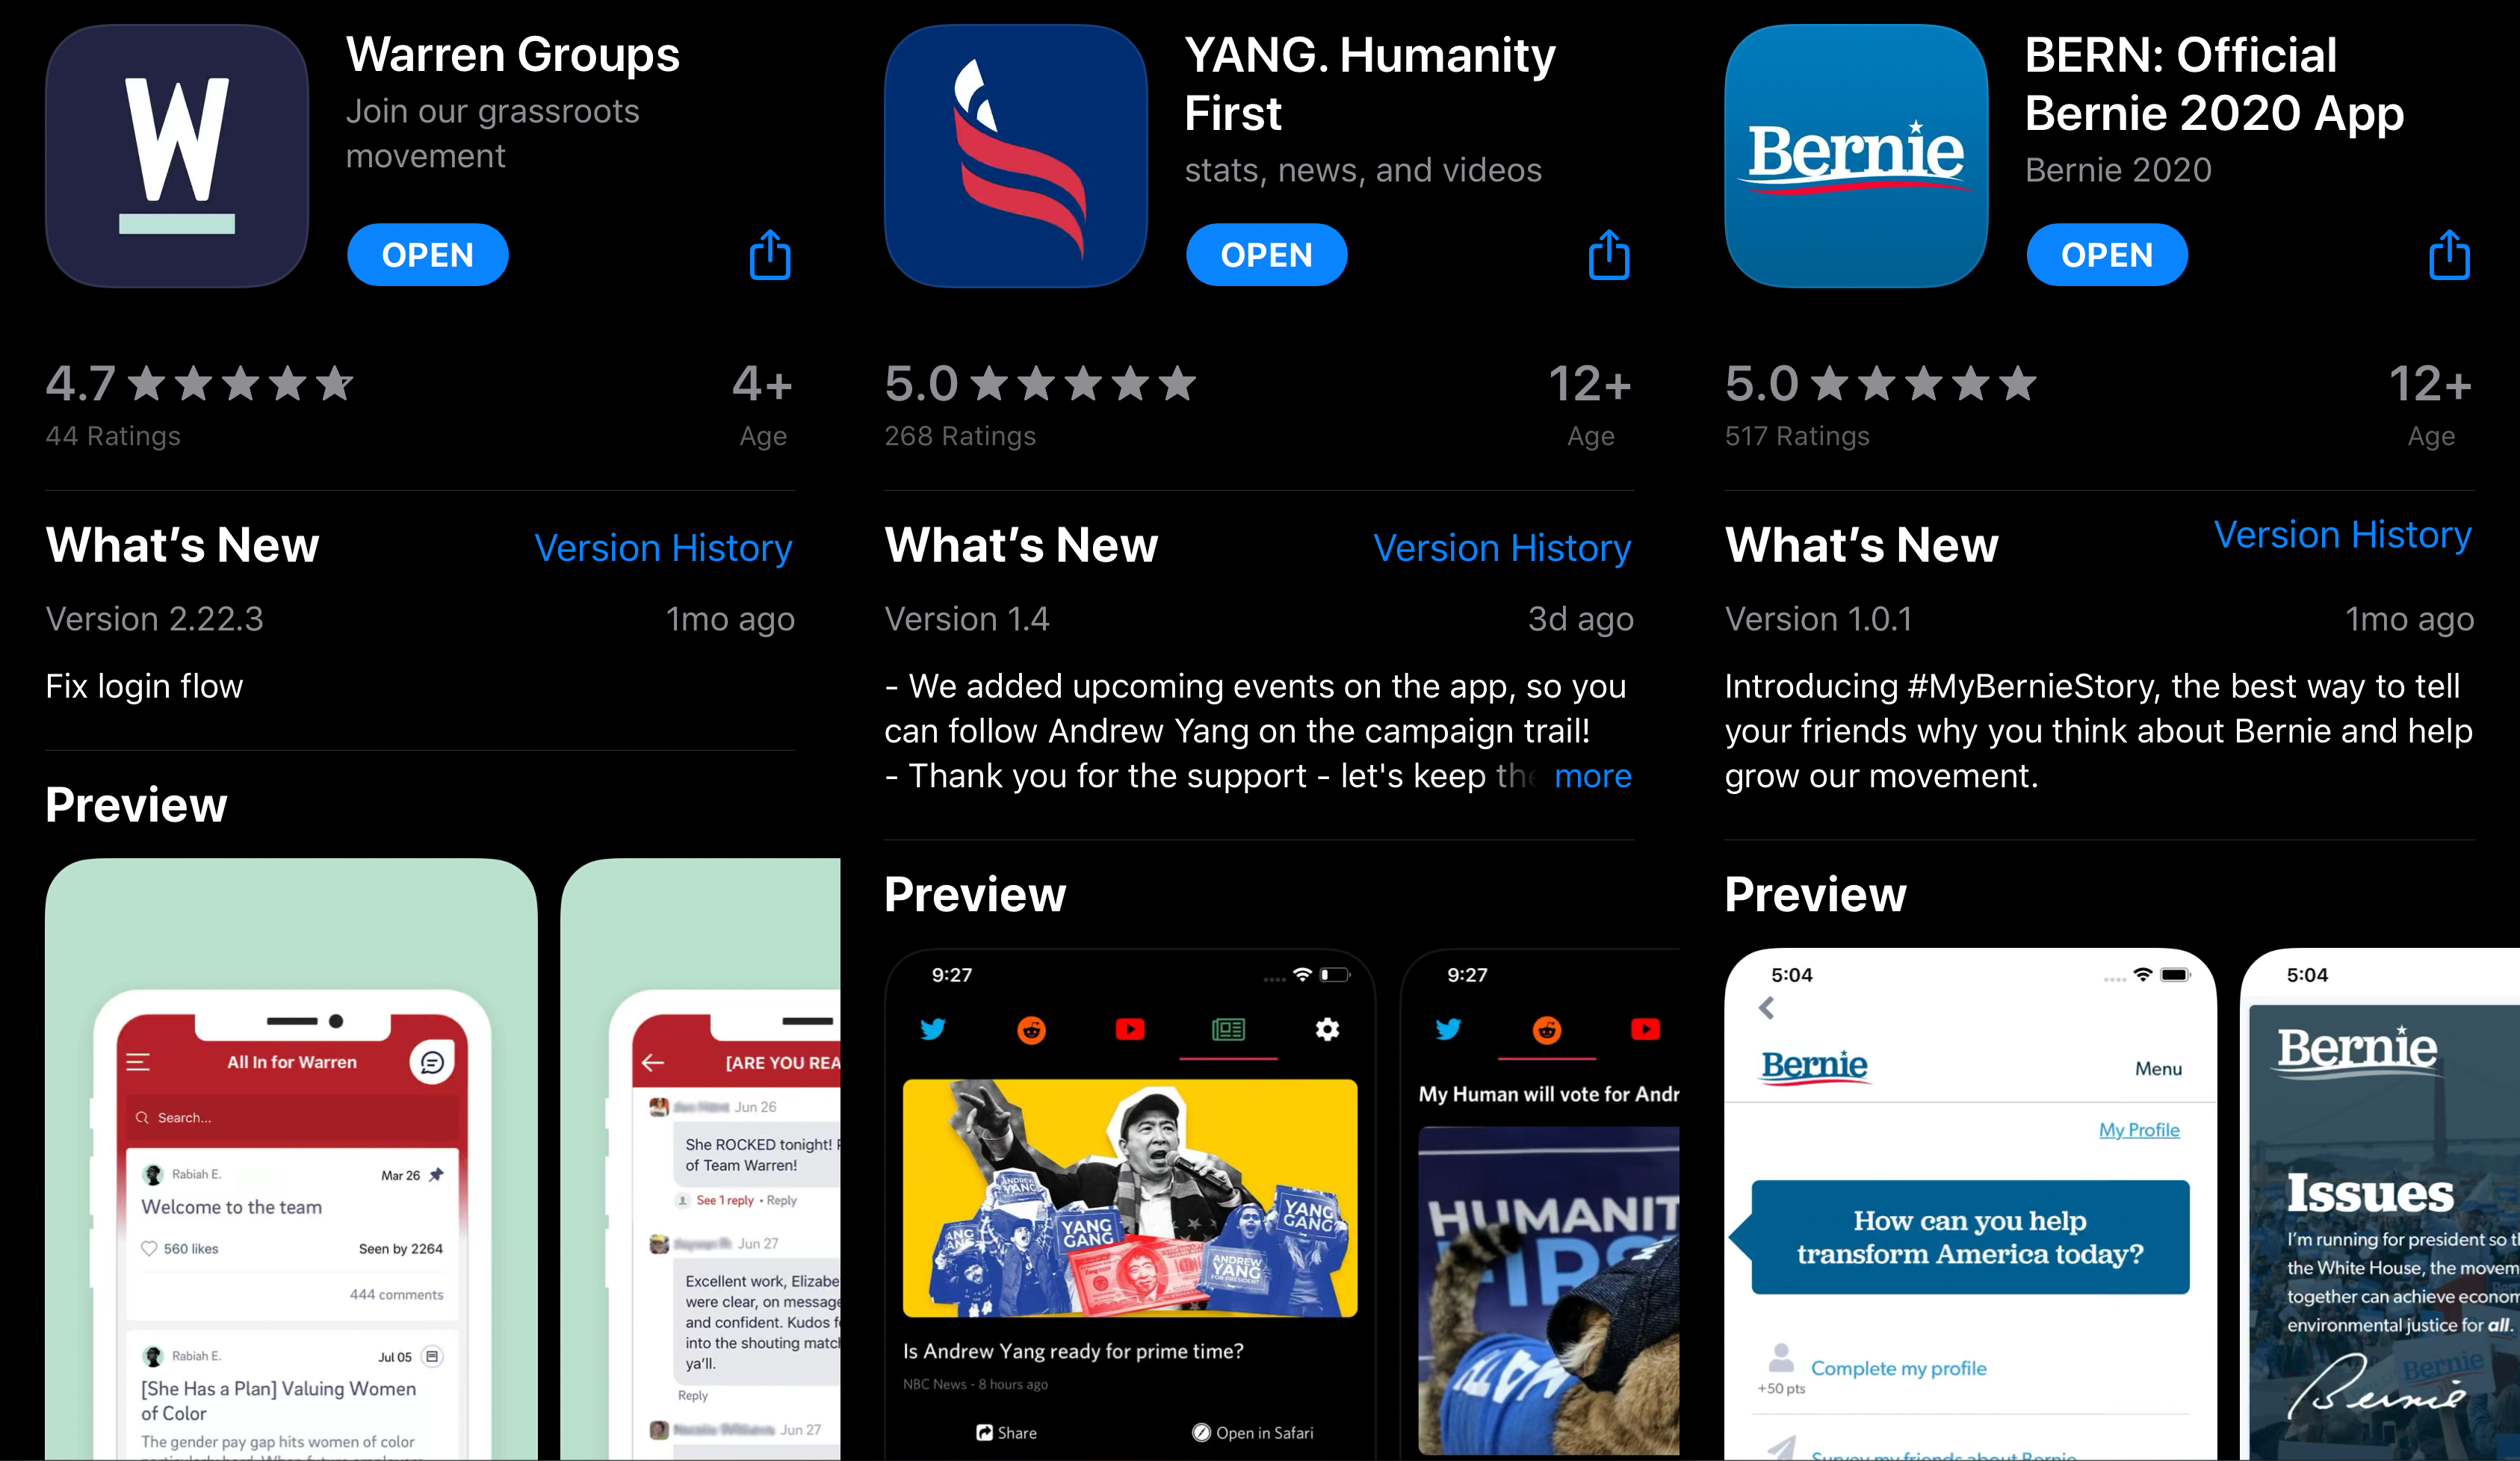 W
Warren Groups
Join our grassroots
movement
OPEN
4.7
44 Ratings
4+
Age
What's New
Version History
Version 2.22.3
1mo ago
Fix login flow
Preview
All In for Warren
Search...
Rabiah E.
Mar 26
Welcome to the team
560 likes
Seen by 2264
444 comments
Rabiah E.
Jul 05
[She Has a Plan] Valuing Women
of Color
The gender pay gap hits women of color
[ARE YOU REA
Jun 26
She ROCKED tonight!
of Team Warren!
See 1 reply • Reply
Jun 27
Excellent work, Elizabe
were clear, on message
and confident. Kudos f
into the shouting match
ya'll.
Reply
Jun 27
YANG. Humanity
First
stats, news, and videos
OPEN
5.0
268 Ratings
12+
Age
What's New
Version History
Version 1.4
3d ago
- We added upcoming events on the app, so you
can follow Andrew Yang on the campaign trail!
- Thank you for the support - let's keep the more
Preview
9:27
ANDREW
YANG
YANG
GANG
YANG
GANG
ANDREW
YANG
FOR PRESIDENT
Is Andrew Yang ready for prime time?
NBC News - 8 hours ago
Share
Open in Safari
9:27
My Human will vote for Andr
HUMANIT
FIRS
Bernie
BERN: Official
Bernie 2020 App
Bernie 2020
OPEN
5.0
517 Ratings
12+
Age
What's New
Version History
Version 1.0.1
1mo ago
Introducing #MyBernieStory, the best way to tell
your friends why you think about Bernie and help
grow our movement.
Preview
5:04
Bernie
Menu
My Profile
How can you help
transform America today?
+50 pts
Complete my profile
Survey my friends about Bernie
5:04
Bernie
Issues
I'm running for president so th
the White House, the movem
together can achieve econom
environmental justice for all.
Bernie
Bernie